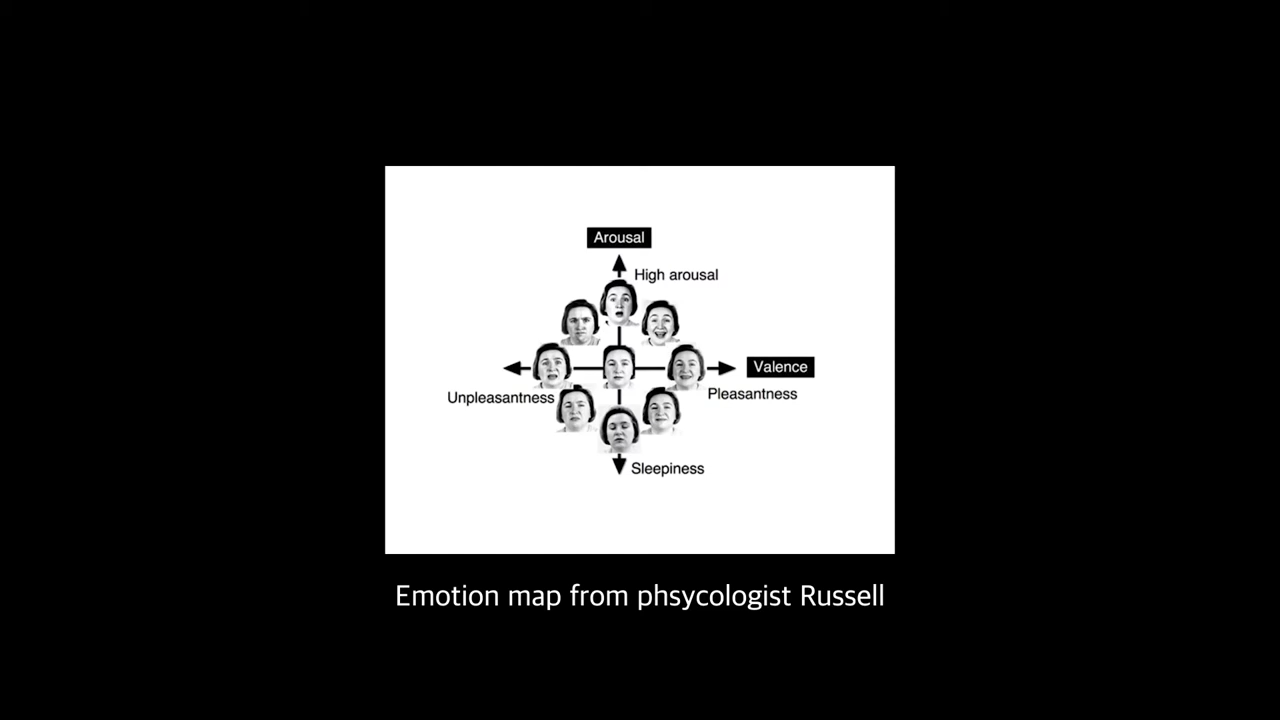 Arousal
High arousal
Valence
Unpleasantness
Pleasantness
Sleepiness
Emotion map from phsycologist Russell